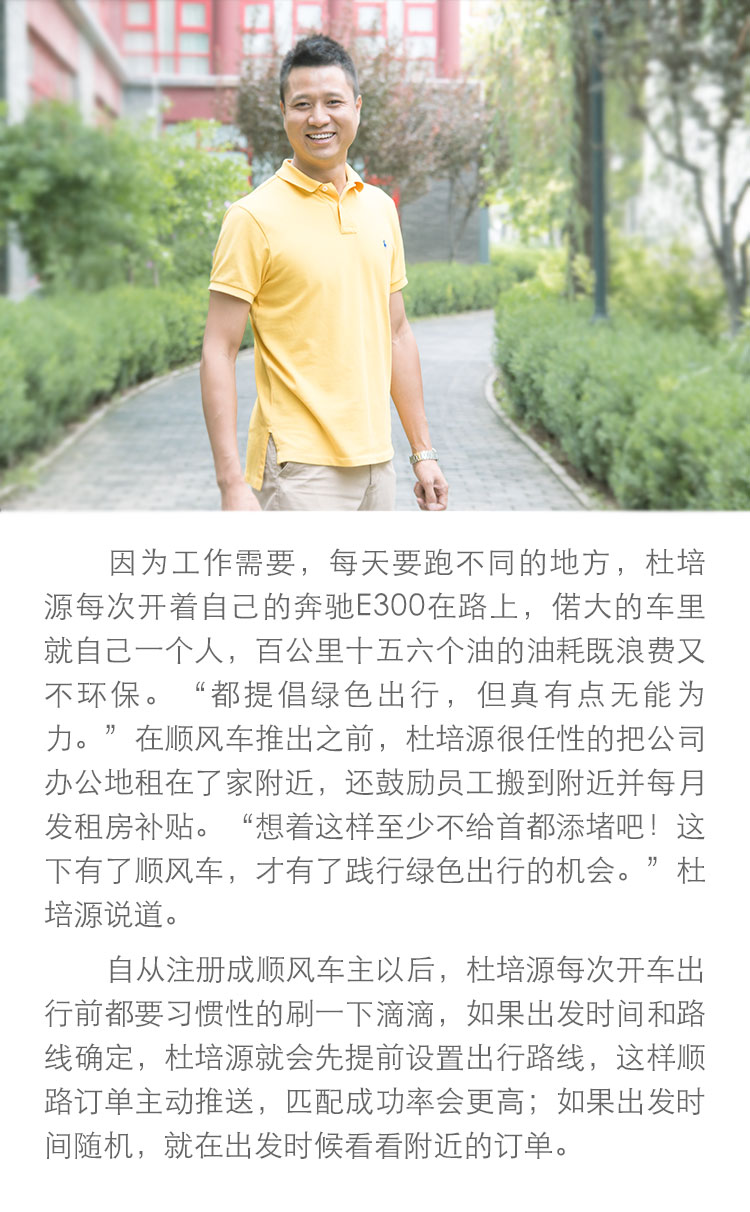 因为工作需要，每天要跑不同的地方，杜培
源每次开着自己的奔驰E300在路上，偌大的车里
就自己一个人，百公里十五六个油的油耗既浪费又
不环保。“都提倡绿色出行，但真有点无能为
力。”在顺风车推出之前，杜培源很任性的把公司
办公地租在了家附近，还鼓励员工搬到附近并每月
发租房补贴。“想着这样至少不给首都添堵吧！这
下有了顺风车，才有了践行绿色出行的机会。”杜
培源说道。
自从注册成顺风车主以后，杜培源每次开车出
行前都要习惯性的刷一下滴滴，如果出发时间和路
线确定，杜培源就会先提前设置出行路线，这样顺
路订单主动推送，匹配成功率会更高；如果出发时
间随机，就在出发时候看看附近的订单。